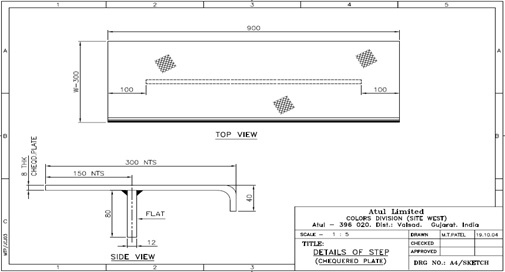 1 2 3 4 5
900
A A
W-300
100 100
B B
TOP VIEW
8 THK
CHEQD.PLATE
300 NTS
150 NTS
40
80
FLAT
12
C
SIDE VIEW
Atul Limited
COLORS DIVISION (SITE WEST)
Atul - 396 020. Dist.: Valsad. Gujarat. India
SCALE - 1 : 5
DRAWN M.T.PATEL 19.10.04
TITLE:
CHECKED
DETAILS OF STEP
APPROVED
(CHEQUERED PLATE)
DRG NO.: A4/SKETCH
1 2 3